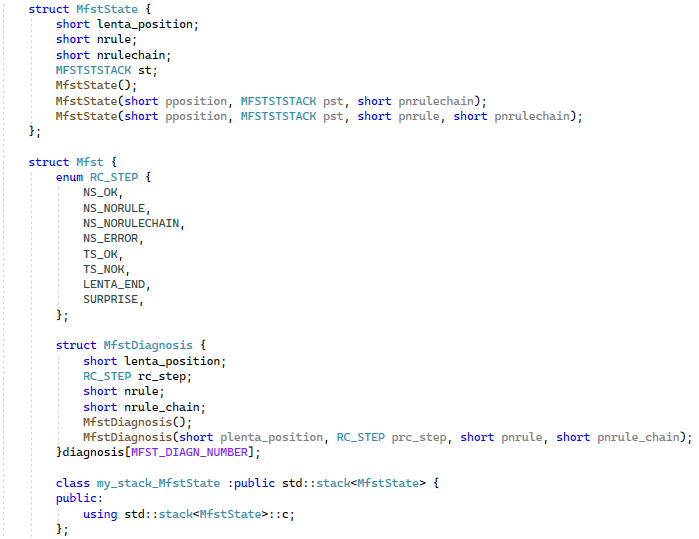 struct MfstState {
short lenta_position;
short nrule;
short nrulechain;
MFSTSTSTACK st;
MfstState();
MfstState(short pposition, MFSTSTSTACK pst, short pnrulechain);
MfstState(short pposition, MFSTSTSTACK pst, short pnrule, short pnrulechain);
};
struct Mfst {
enum RC_STEP {
NS_OK,
NS_NORULE,
NS_NORULECHAIN,
NS_ERROR,
TS_OK,
TS_NOK,
LENTA_END,
SURPRISE,
};
struct MfstDiagnosis {
short lenta_position;
RC_STEP rc_step;
short nrule;
short nrule_chain;
MfstDiagnosis();
MfstDiagnosis(short plenta_position, RC_STEP prc_step, short pnrule, short pnrule_chain);
}diagnosis[MFST_DIAGN_NUMBER];
class my_stack_MfstState :public std::stack<MfstState> {
public:
using std::stack<MfstState>::c;
};